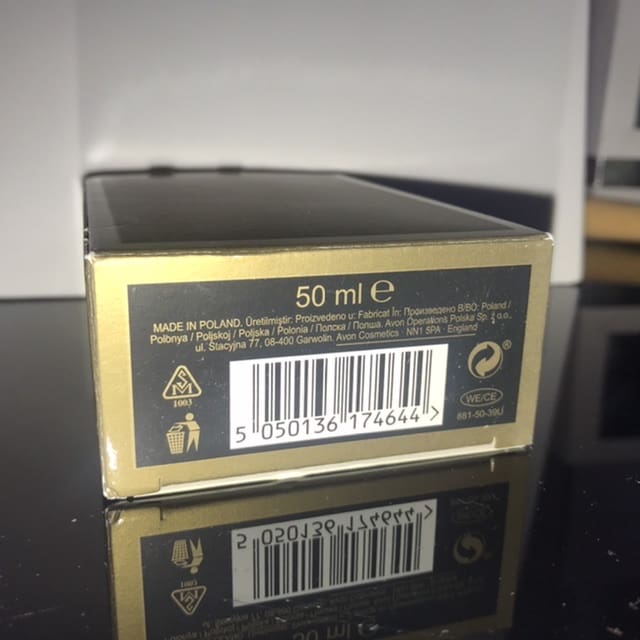 50 ml e
MADE IN POLAND. Üretilmiştir: Proizvedeno u: Fabricat în: Произведено В/ВО: Poland /
Polbnya / Poljskoj / Poljska / Polonia / Полска / Польша. Avon Operations Polska Sp. z o.o.,
ul. Stacyjna 77, 08-400 Garwolin. Avon Cosmetics · NN1 5PA · England
SM
1003
5 050136 174644 >
®
WE/CE
881-50-39U